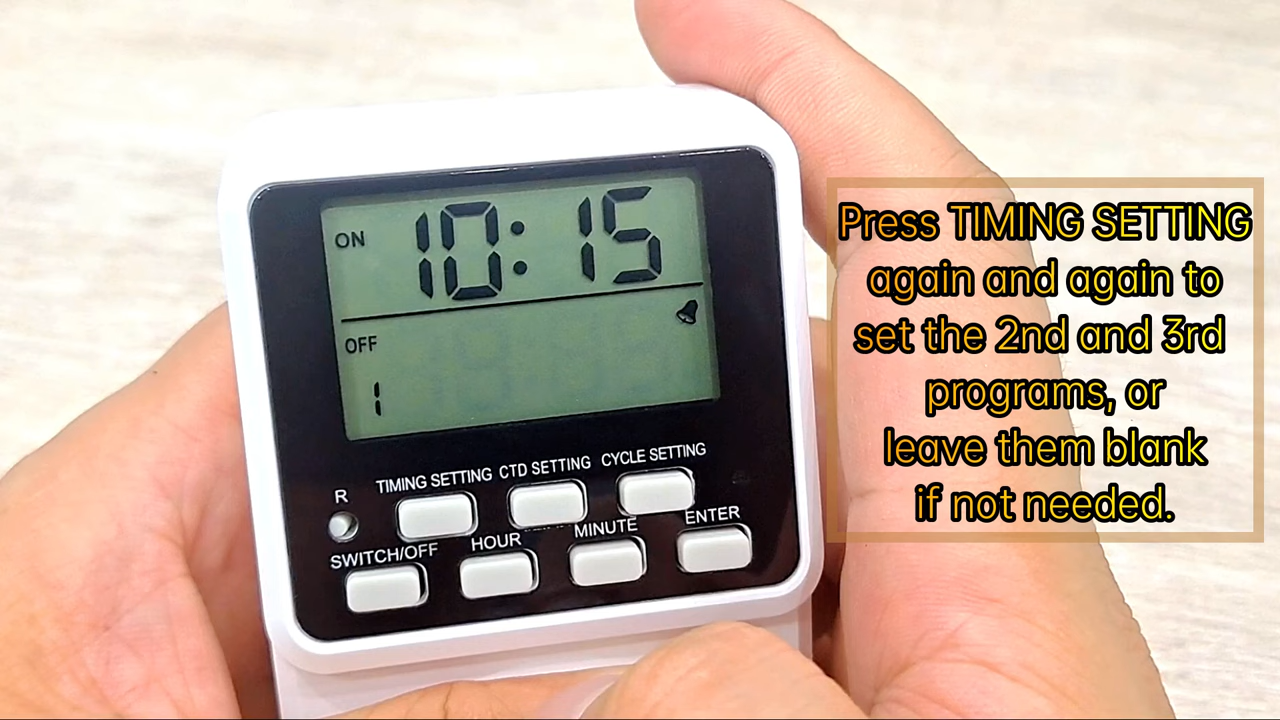 ON
10:15
OFF
1
TIMING SETTING CTD SETTING CYCLE SETTING
R
SWITCH/OFF HOUR MINUTE ENTER
Press TIMING SETTING
again and again to
set the 2nd and 3rd
programs, or
leave them blank
if not needed.